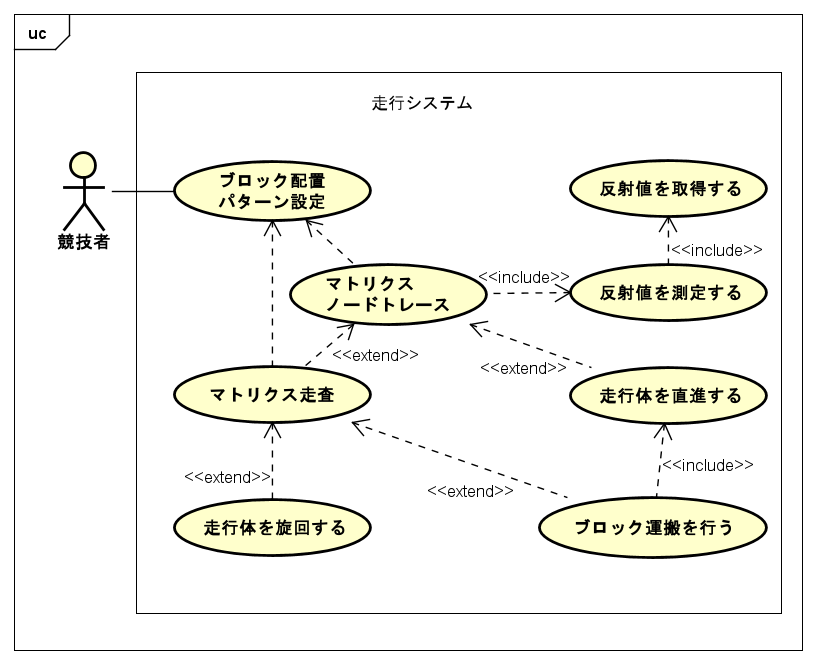 uc
走行システム
競技者
ブロック配置
パターン設定
反射値を取得する
<<include>>
マトリクス
ノードトレース
<<include>>
反射値を測定する
<<extend>>
<<extend>>
マトリクス走査
走行体を直進する
<<extend>>
<<extend>>
<<include>>
走行体を旋回する
ブロック運搬を行う